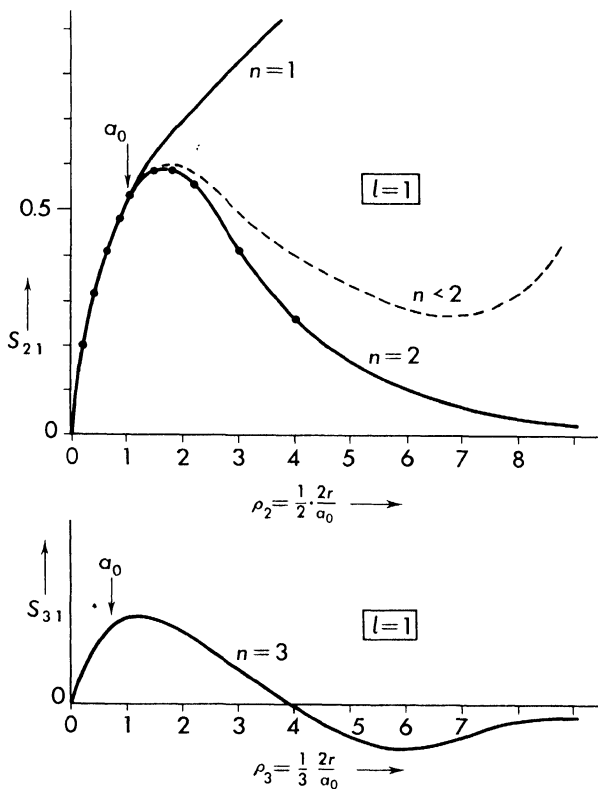 n=1
a₀
l=1
0.5
n<2
S₂₁
n=2
0
0 1 2 3 4 5 6 7 8
ρ₂=½·2r/a₀
a₀
S₃₁
l=1
n=3
0
0 1 2 3 4 5 6 7
ρ₃=⅓ 2r/a₀